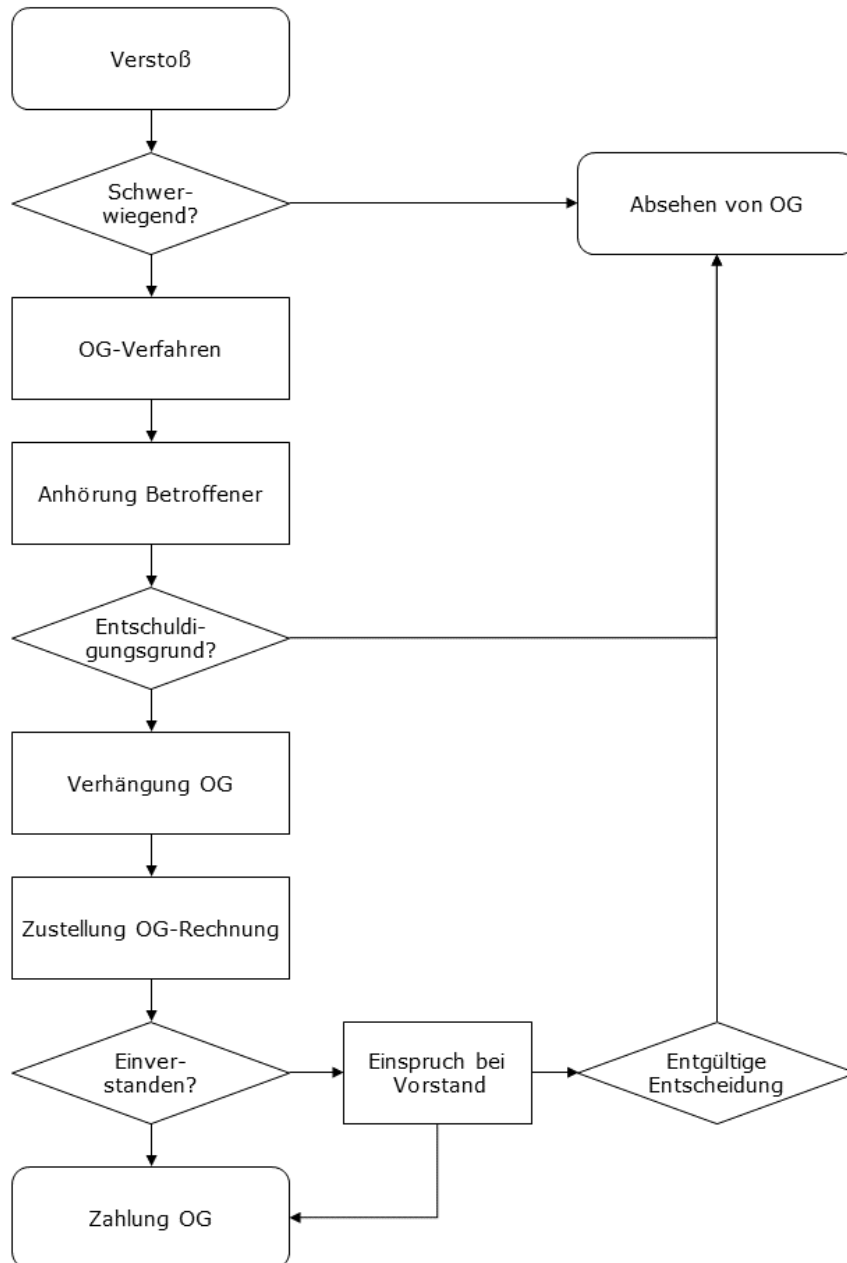 Verstoß
Schwer-
wiegend?
Absehen von OG
OG-Verfahren
Anhörung Betroffener
Entschuldi-
gungsgrund?
Verhängung OG
Zustellung OG-Rechnung
Einver-
standen?
Einspruch bei
Vorstand
Entgültige
Entscheidung
Zahlung OG